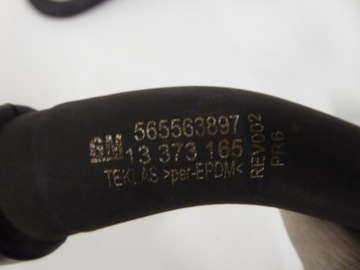 565563897
GM 13 373 165
TEKLAS >per-EPDM<
REV002
PR6